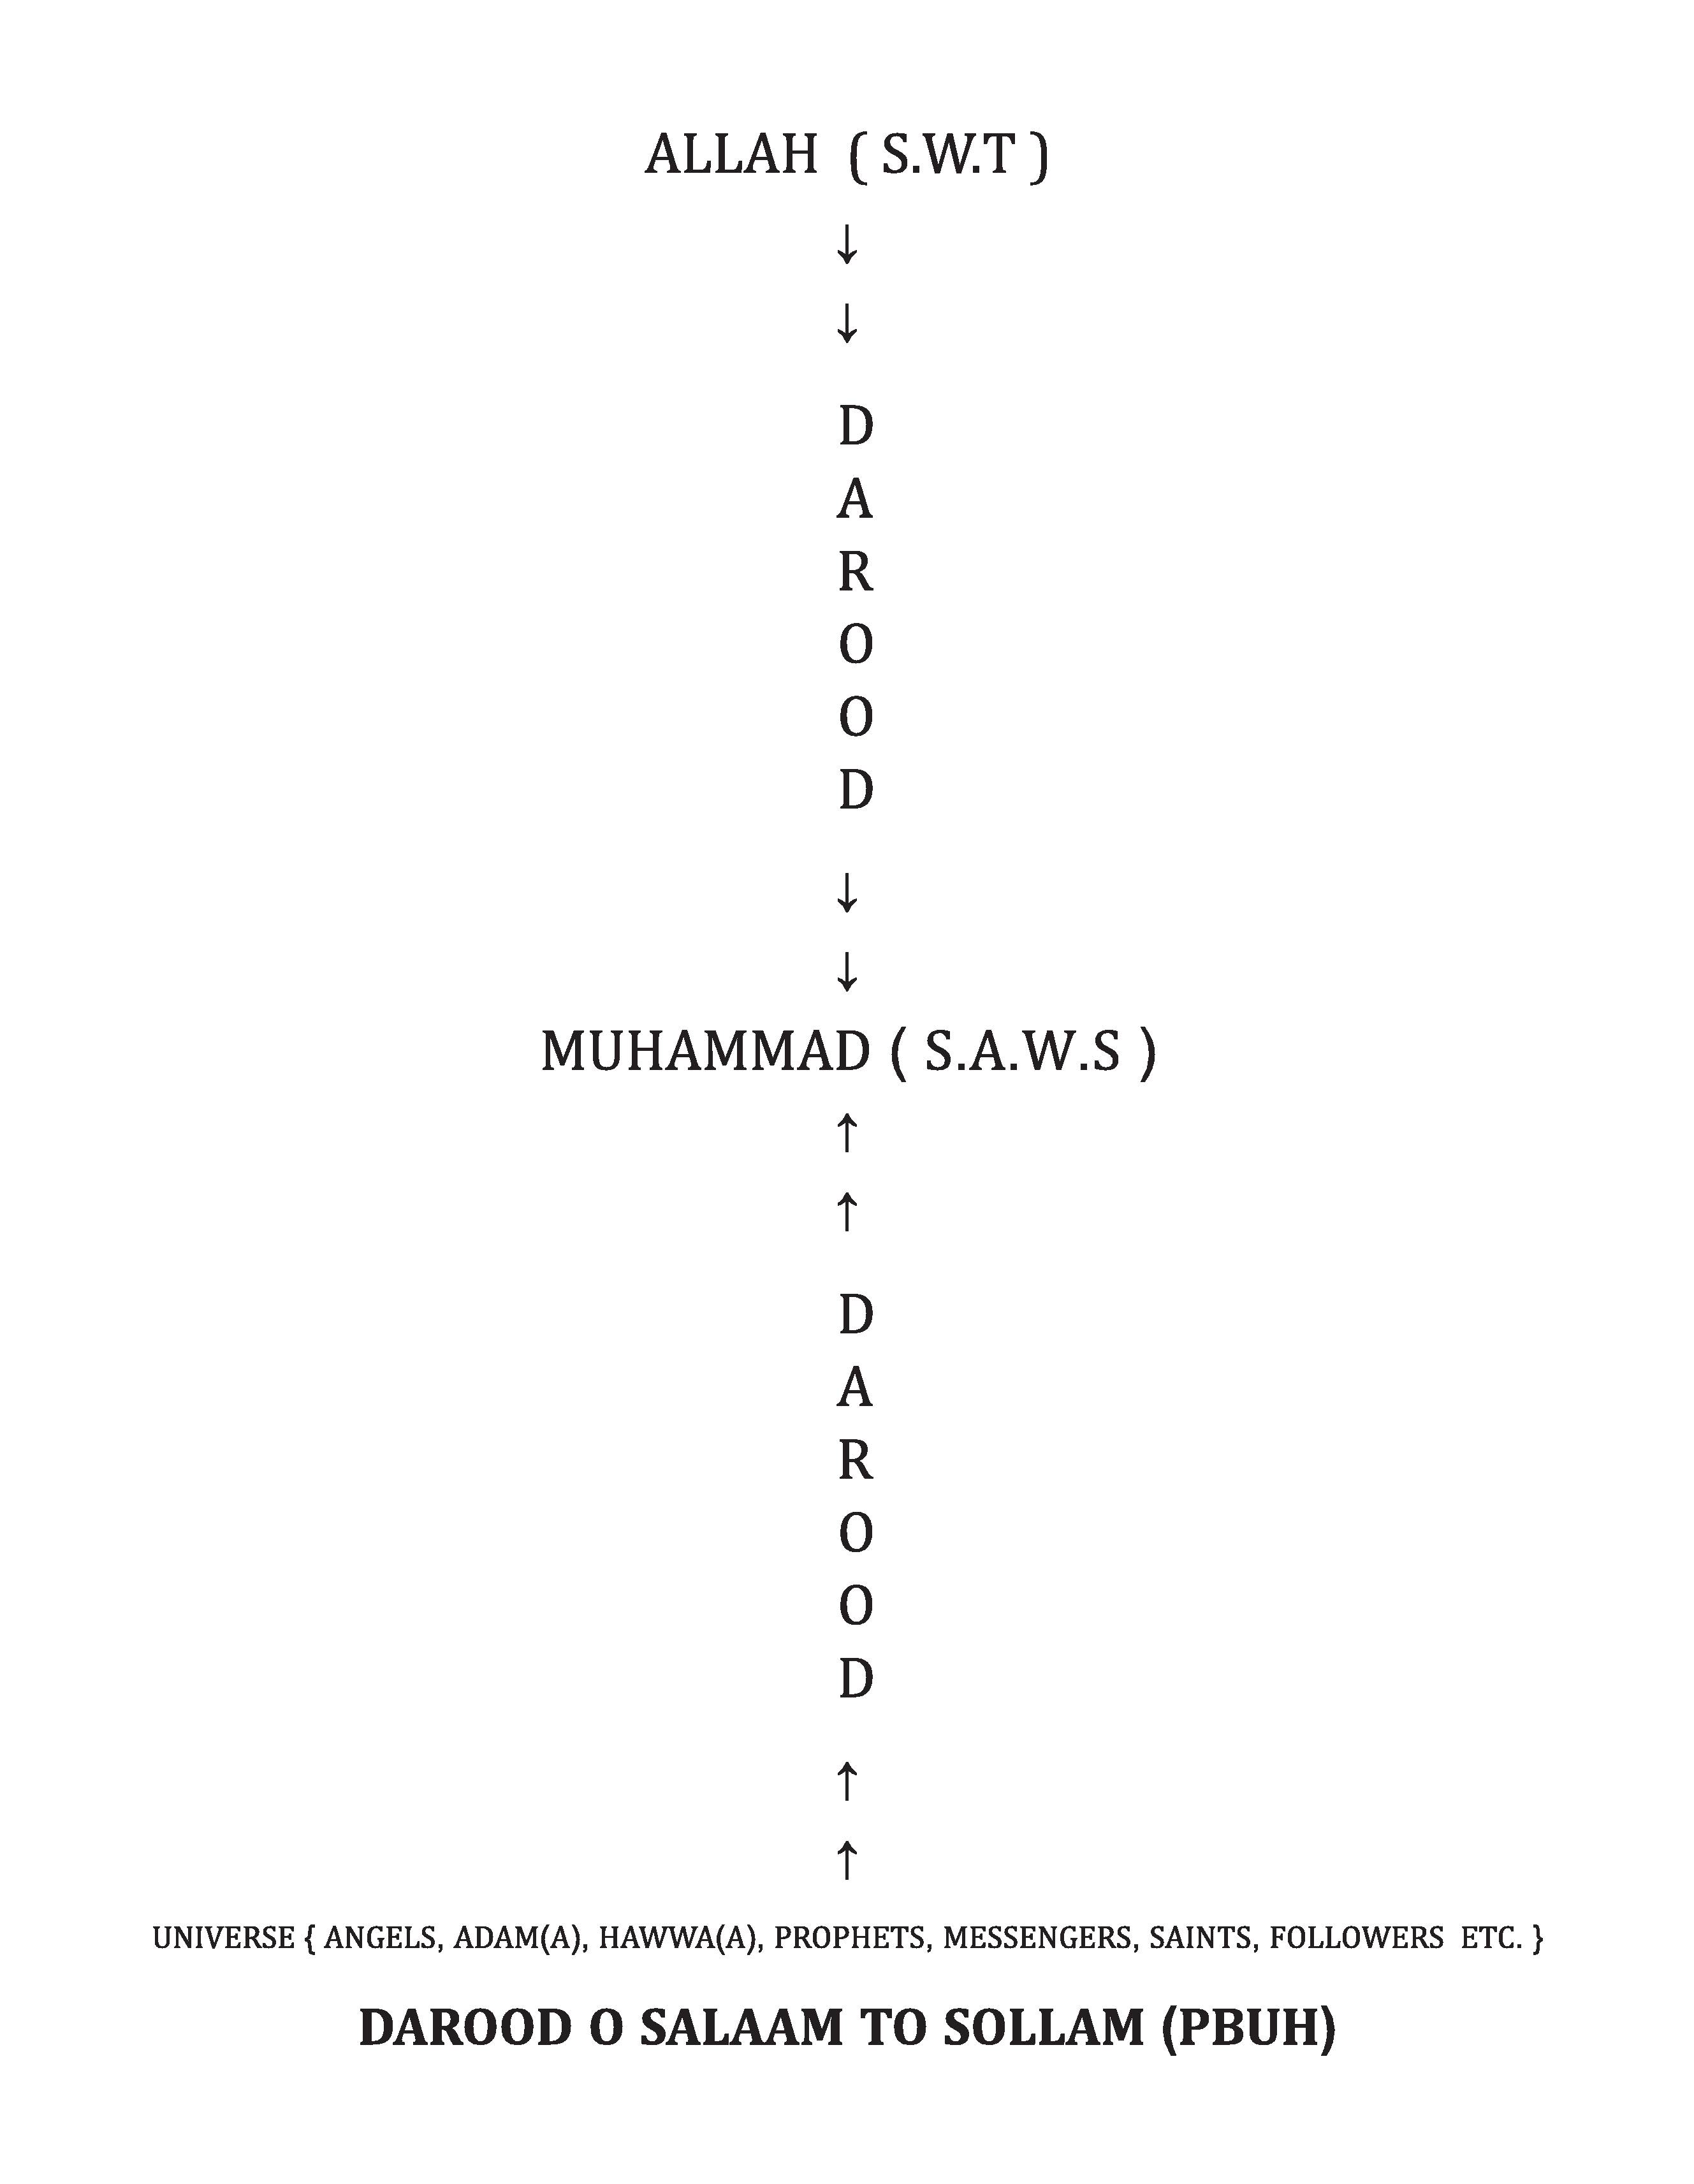 ALLAH ( S.W.T )
↓
↓
D
A
R
O
O
D
↓
↓
MUHAMMAD ( S.A.W.S )
↑
↑
D
A
R
O
O
D
↑
↑
UNIVERSE { ANGELS, ADAM(A), HAWWA(A), PROPHETS, MESSENGERS, SAINTS, FOLLOWERS ETC. }
DAROOD O SALAAM TO SOLLAM (PBUH)